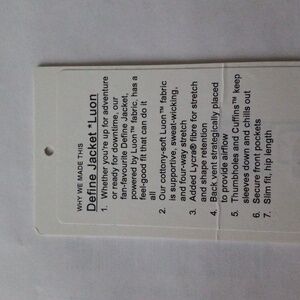 WHY WE MADE THIS
Define Jacket *Luon
1. Whether you're up for adventure
or ready for downtime, our
fan-favourite Define Jacket,
powered by Luon™ fabric, has a
feel-good fit that can do it
all
2. Our cottony-soft Luon™ fabric
is supportive, sweat-wicking,
and four-way stretch
3. Added Lycra® fibre for stretch
and shape retention
4. Back vent strategically placed
to provide airflow
5. Thumbholes and Cuffins™ keep
sleeves down and chills out
6. Secure front pockets
7. Slim fit, hip length